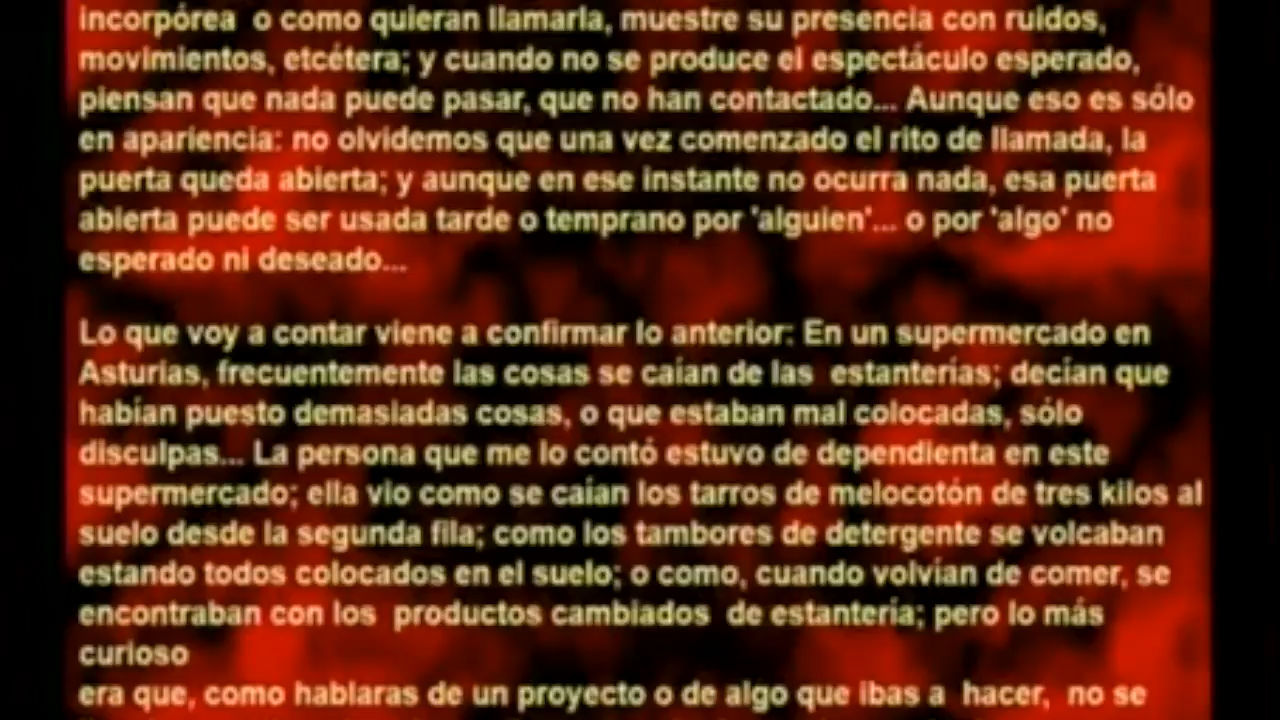 incorpórea  o como quieran llamarla, muestre su presencia con ruidos,
movimientos, etcétera; y cuando no se produce el espectáculo esperado,
piensan que nada puede pasar, que no han contactado... Aunque eso es sólo
en apariencia: no olvidemos que una vez comenzado el rito de llamada, la
puerta queda abierta; y aunque en ese instante no ocurra nada, esa puerta
abierta puede ser usada tarde o temprano por 'alguien'... o por 'algo' no
esperado ni deseado...
Lo que voy a contar viene a confirmar lo anterior: En un supermercado en
Asturias, frecuentemente las cosas se caían de las  estanterías; decían que
habían puesto demasiadas cosas, o que estaban mal colocadas, sólo
disculpas... La persona que me lo contó estuvo de dependienta en este
supermercado; ella vio como se caían los tarros de melocotón de tres kilos al
suelo desde la segunda fila; como los tambores de detergente se volcaban
estando todos colocados en el suelo; o como, cuando volvían de comer, se
encontraban con los  productos cambiados  de estantería; pero lo más
curioso
era que, como hablaras de un proyecto o de algo que ibas a  hacer,  no se